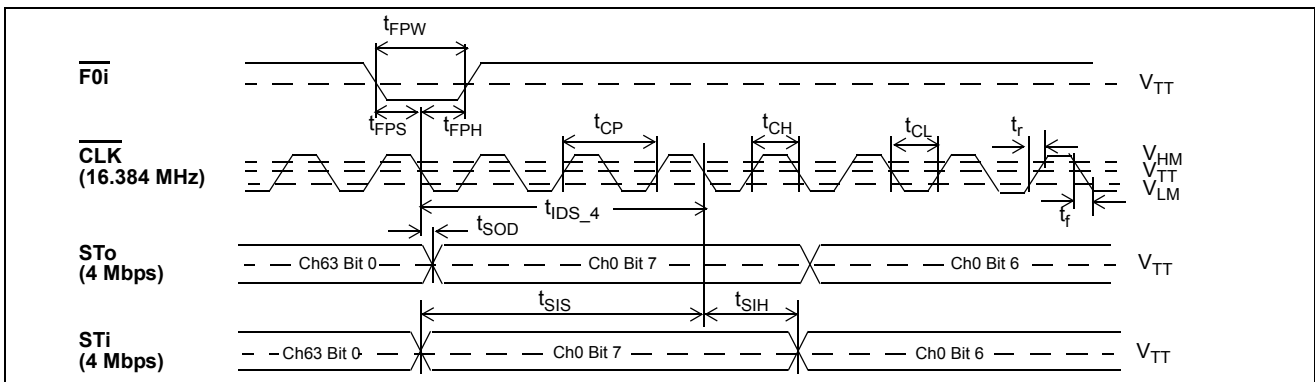 tFPW
F0i
VTT
tFPS
tFPH
tCP
tCH
tCL
tr
CLK
(16.384 MHz)
VHM
VTT
VLM
tIDS_4
tf
tSOD
STo
(4 Mbps)
Ch63 Bit 0
Ch0 Bit 7
Ch0 Bit 6
VTT
tSIS
tSIH
STi
(4 Mbps)
Ch63 Bit 0
Ch0 Bit 7
Ch0 Bit 6
VTT